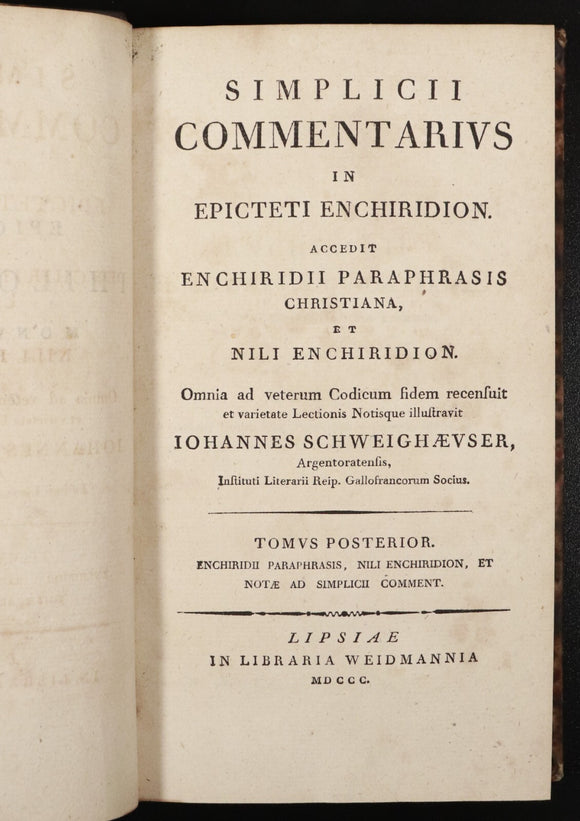 SIMPLICII
COMMENTARIVS
IN
EPICTETI ENCHIRIDION.
ACCEDIT
ENCHIRIDII PARAPHRASIS
CHRISTIANA,
ET
NILI ENCHIRIDION.
Omnia ad veterum Codicum fidem recenſuit
et varietate Lectionis Notisque illuſtravit
IOHANNES SCHWEIGHÆVSER,
Argentoratenſis,
Inſtituti Literarii Reip. Gallofrancorum Socius.
TOMVS POSTERIOR.
ENCHIRIDII PARAPHRASIS, NILI ENCHIRIDION, ET
NOTÆ AD SIMPLICII COMMENT.
LIPSIAE
IN LIBRARIA WEIDMANNIA
MDCCC.